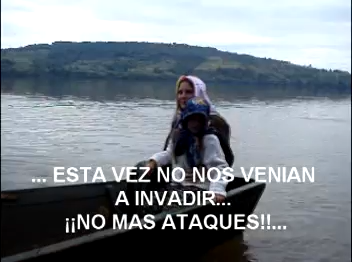 ... ESTA VEZ NO NOS VENIAN
A INVADIR...
¡¡NO MAS ATAQUES!!...